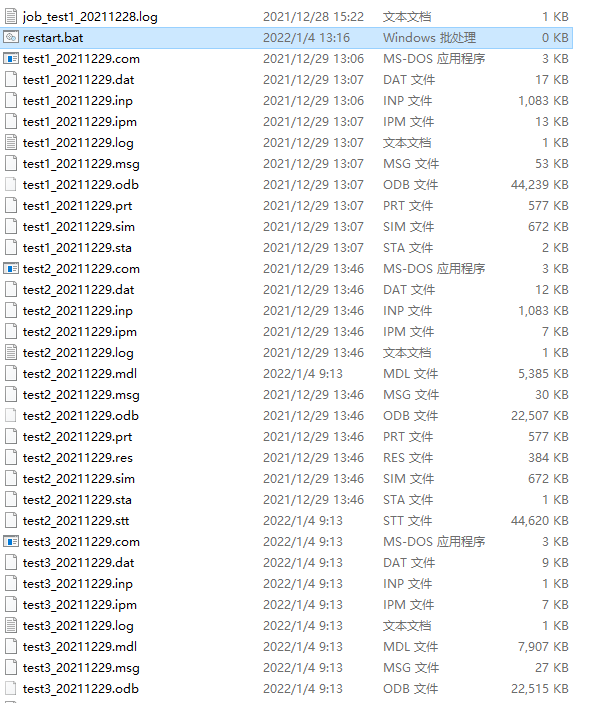 job_test1_20211228.log 2021/12/28 15:22 文本文档 1 KB
restart.bat 2022/1/4 13:16 Windows 批处理 0 KB
test1_20211229.com 2021/12/29 13:06 MS-DOS 应用程序 3 KB
test1_20211229.dat 2021/12/29 13:07 DAT 文件 17 KB
test1_20211229.inp 2021/12/29 13:06 INP 文件 1,083 KB
test1_20211229.ipm 2021/12/29 13:07 IPM 文件 13 KB
test1_20211229.log 2021/12/29 13:07 文本文档 1 KB
test1_20211229.msg 2021/12/29 13:07 MSG 文件 53 KB
test1_20211229.odb 2021/12/29 13:07 ODB 文件 44,239 KB
test1_20211229.prt 2021/12/29 13:07 PRT 文件 577 KB
test1_20211229.sim 2021/12/29 13:07 SIM 文件 672 KB
test1_20211229.sta 2021/12/29 13:07 STA 文件 2 KB
test2_20211229.com 2021/12/29 13:46 MS-DOS 应用程序 3 KB
test2_20211229.dat 2021/12/29 13:46 DAT 文件 12 KB
test2_20211229.inp 2021/12/29 13:46 INP 文件 1,083 KB
test2_20211229.ipm 2021/12/29 13:46 IPM 文件 7 KB
test2_20211229.log 2021/12/29 13:46 文本文档 1 KB
test2_20211229.mdl 2022/1/4 9:13 MDL 文件 5,385 KB
test2_20211229.msg 2021/12/29 13:46 MSG 文件 30 KB
test2_20211229.odb 2021/12/29 13:46 ODB 文件 22,507 KB
test2_20211229.prt 2021/12/29 13:46 PRT 文件 577 KB
test2_20211229.res 2021/12/29 13:46 RES 文件 384 KB
test2_20211229.sim 2021/12/29 13:46 SIM 文件 672 KB
test2_20211229.sta 2021/12/29 13:46 STA 文件 1 KB
test2_20211229.stt 2022/1/4 9:13 STT 文件 44,620 KB
test3_20211229.com 2022/1/4 9:13 MS-DOS 应用程序 3 KB
test3_20211229.dat 2022/1/4 9:13 DAT 文件 9 KB
test3_20211229.inp 2022/1/4 9:13 INP 文件 1 KB
test3_20211229.ipm 2022/1/4 9:13 IPM 文件 7 KB
test3_20211229.log 2022/1/4 9:13 文本文档 1 KB
test3_20211229.mdl 2022/1/4 9:13 MDL 文件 7,907 KB
test3_20211229.msg 2022/1/4 9:13 MSG 文件 27 KB
test3_20211229.odb 2022/1/4 9:13 ODB 文件 22,515 KB